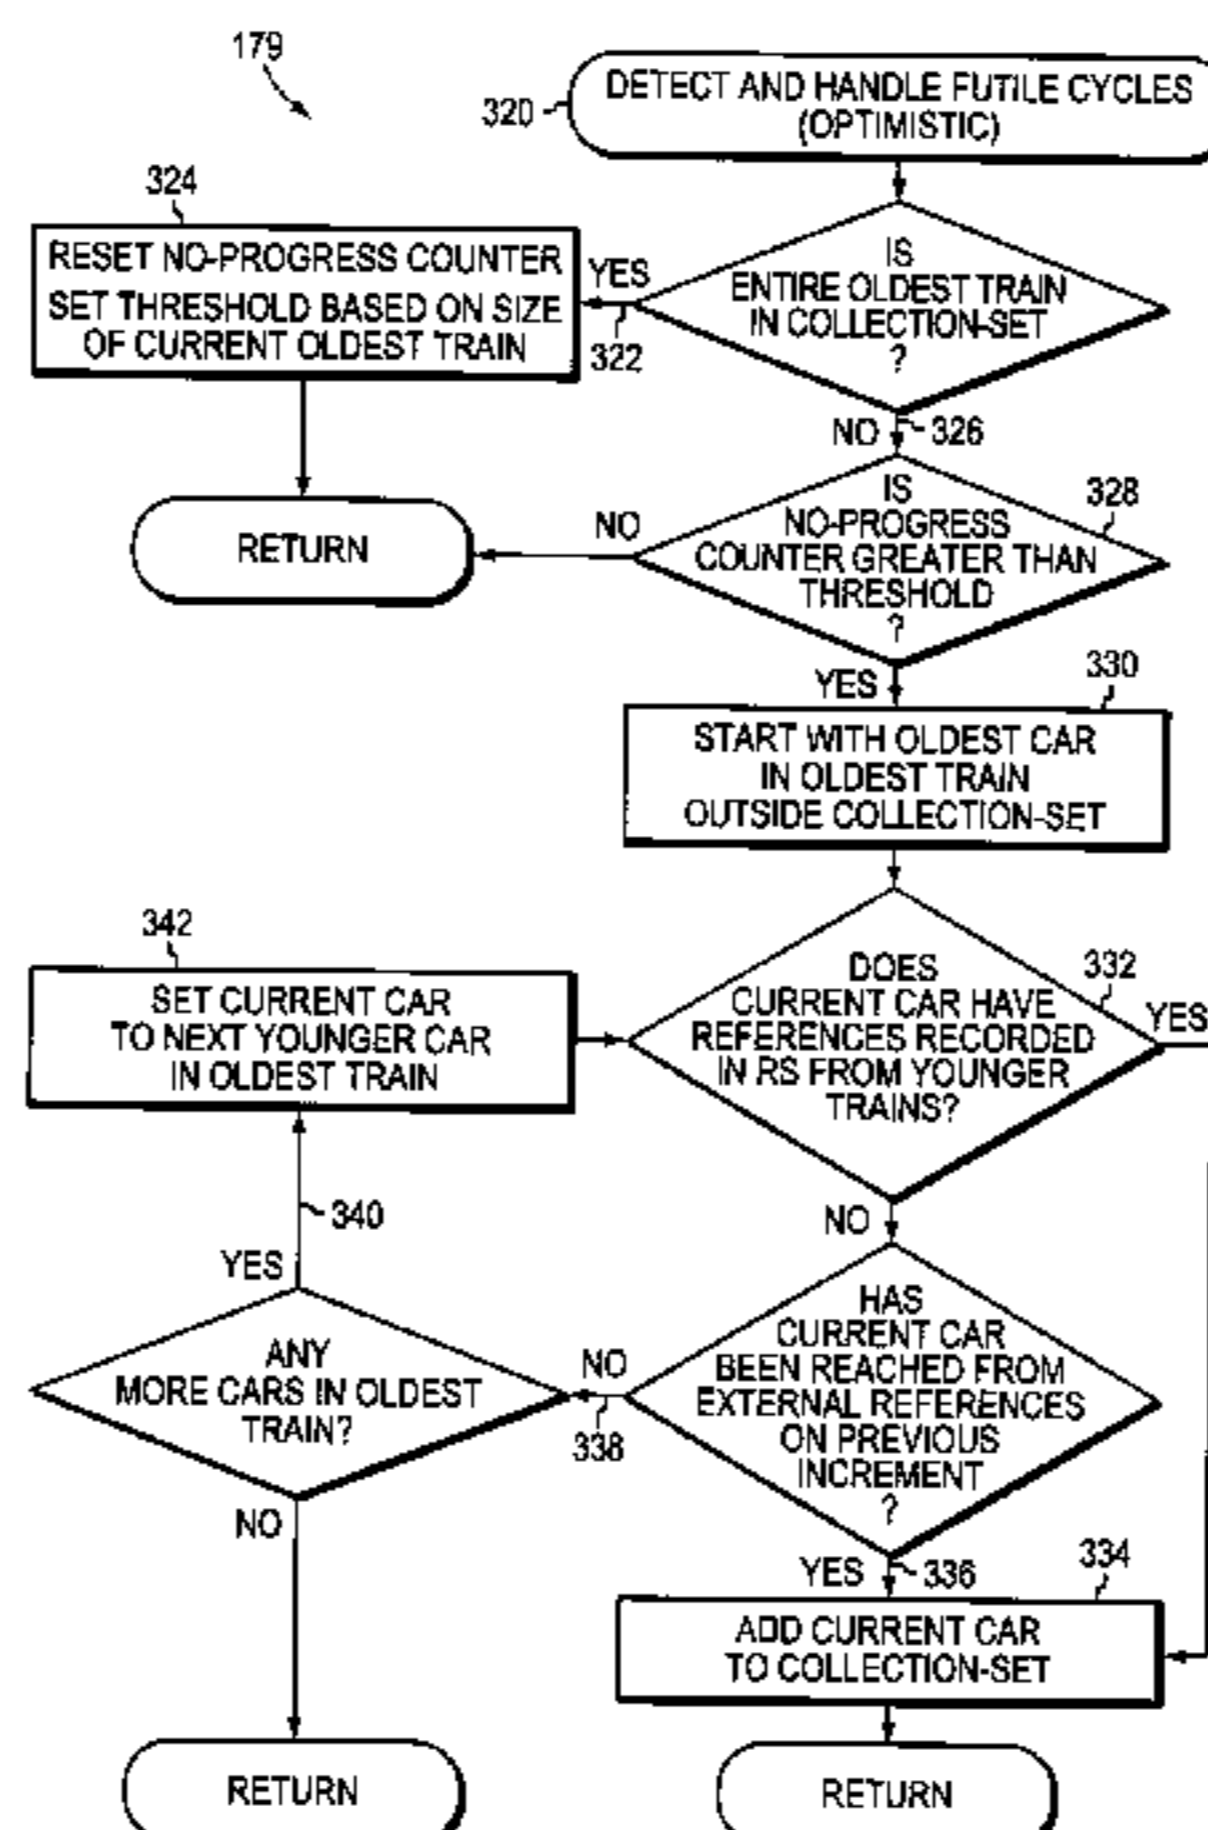 179
320
DETECT AND HANDLE FUTILE CYCLES
(OPTIMISTIC)
324
RESET NO-PROGRESS COUNTER
SET THRESHOLD BASED ON SIZE
OF CURRENT OLDEST TRAIN
YES
322
IS
ENTIRE OLDEST TRAIN
IN COLLECTION-SET
?
NO
326
RETURN
NO
IS
NO-PROGRESS
COUNTER GREATER THAN
THRESHOLD
?
328
YES
330
START WITH OLDEST CAR
IN OLDEST TRAIN
OUTSIDE COLLECTION-SET
342
SET CURRENT CAR
TO NEXT YOUNGER CAR
IN OLDEST TRAIN
DOES
CURRENT CAR HAVE
REFERENCES RECORDED
IN RS FROM YOUNGER
TRAINS?
332
YES
340
YES
NO
ANY
MORE CARS IN OLDEST
TRAIN?
NO
338
HAS
CURRENT CAR
BEEN REACHED FROM
EXTERNAL REFERENCES
ON PREVIOUS
INCREMENT
?
NO
YES
336
334
ADD CURRENT CAR
TO COLLECTION-SET
RETURN
RETURN